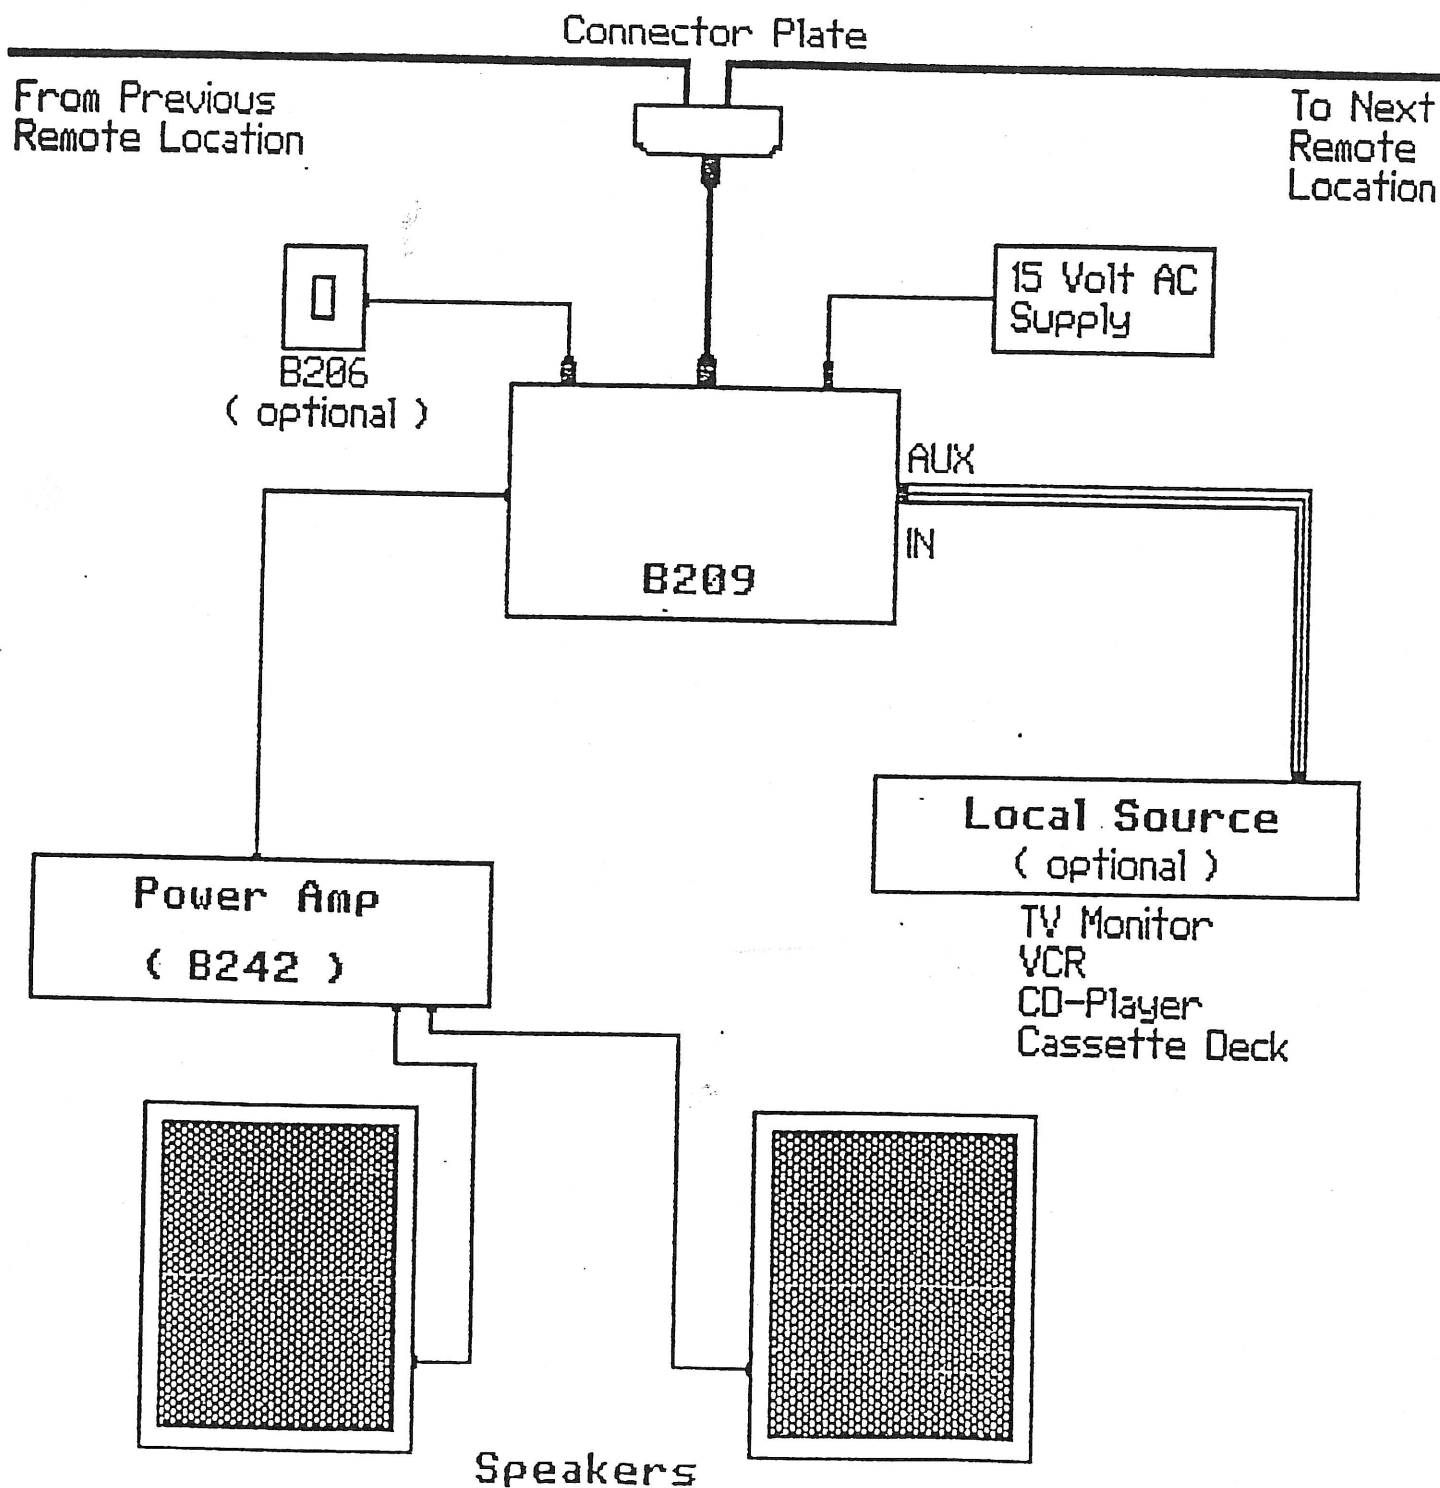 Connector Plate
From Previous
Remote Location
To Next
Remote
Location
15 Volt AC
Supply
B206
( optional )
AUX
IN
B209
Local Source
( optional )
TV Monitor
VCR
CD-Player
Cassette Deck
Power Amp
( B242 )
Speakers